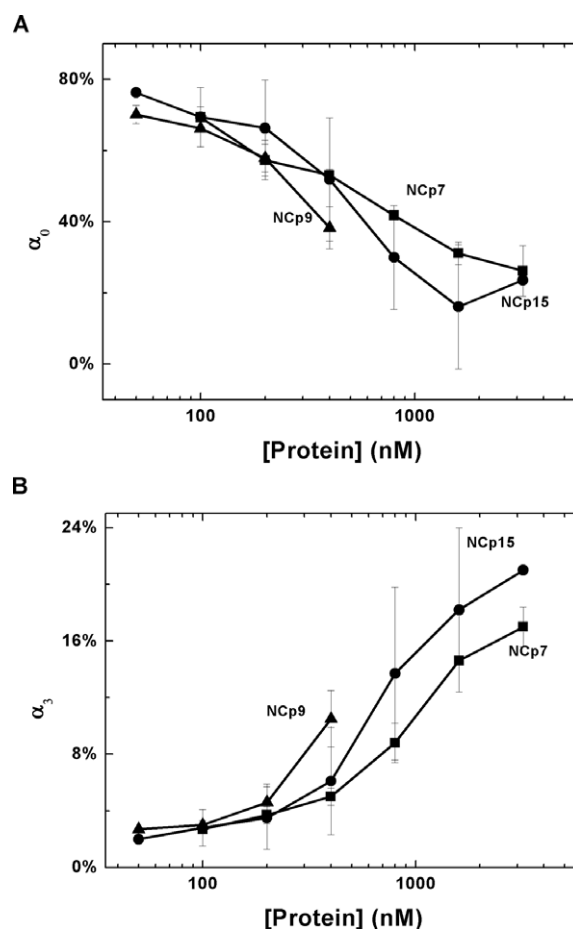 A
80%
40%
0%
α0
NCp7
NCp9
NCp15
100
1000
[Protein] (nM)
B
24%
16%
8%
0%
α3
NCp15
NCp7
NCp9
100
1000
[Protein] (nM)